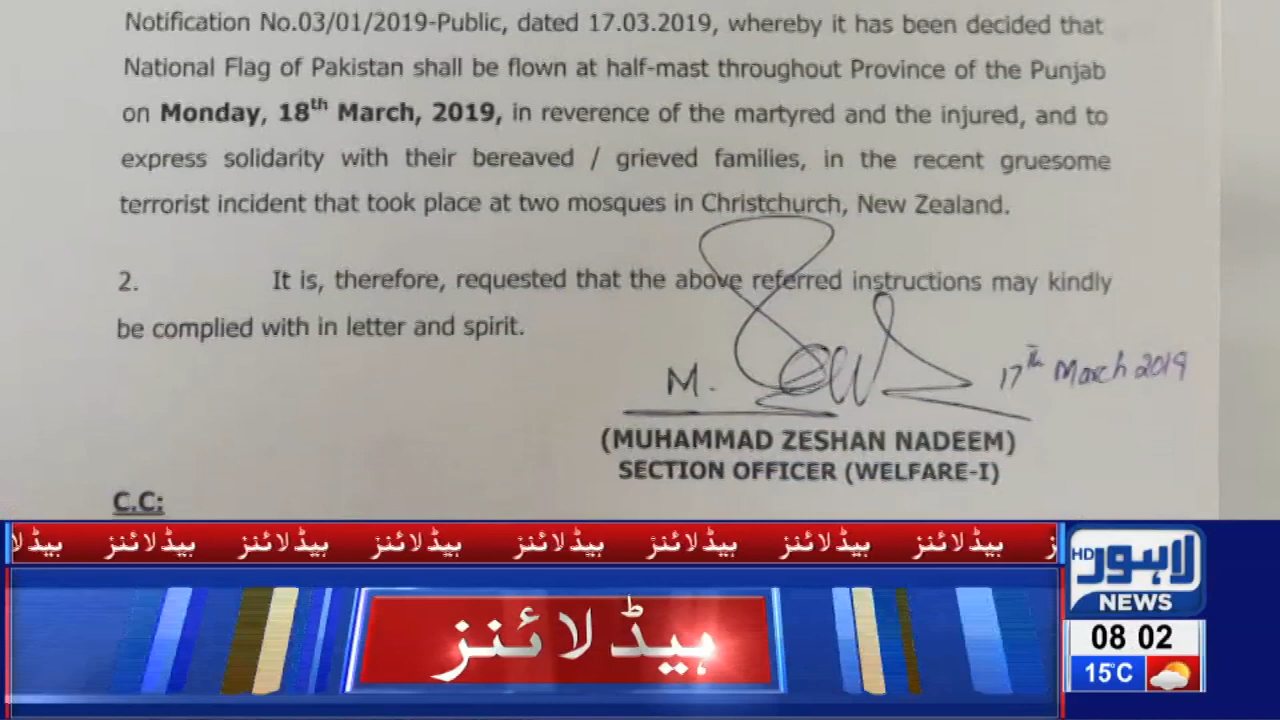 Notification No.03/01/2019-Public, dated 17.03.2019, whereby it has been decided that
National Flag of Pakistan shall be flown at half-mast throughout Province of the Punjab
on Monday, 18th March, 2019, in reverence of the martyred and the injured, and to
express solidarity with their bereaved / grieved families, in the recent gruesome
terrorist incident that took place at two mosques in Christchurch, New Zealand.
2. It is, therefore, requested that the above referred instructions may kindly
be complied with in letter and spirit.
M. 17th March 2019
(MUHAMMAD ZESHAN NADEEM)
SECTION OFFICER (WELFARE-I)
C.C:
ہیڈلائنز ہیڈلائنز ہیڈلائنز ہیڈلائنز ہیڈلائنز ہیڈلائنز ہیڈلائنز
ہیڈلائنز
HD لاہور
NEWS
08 02
15°C